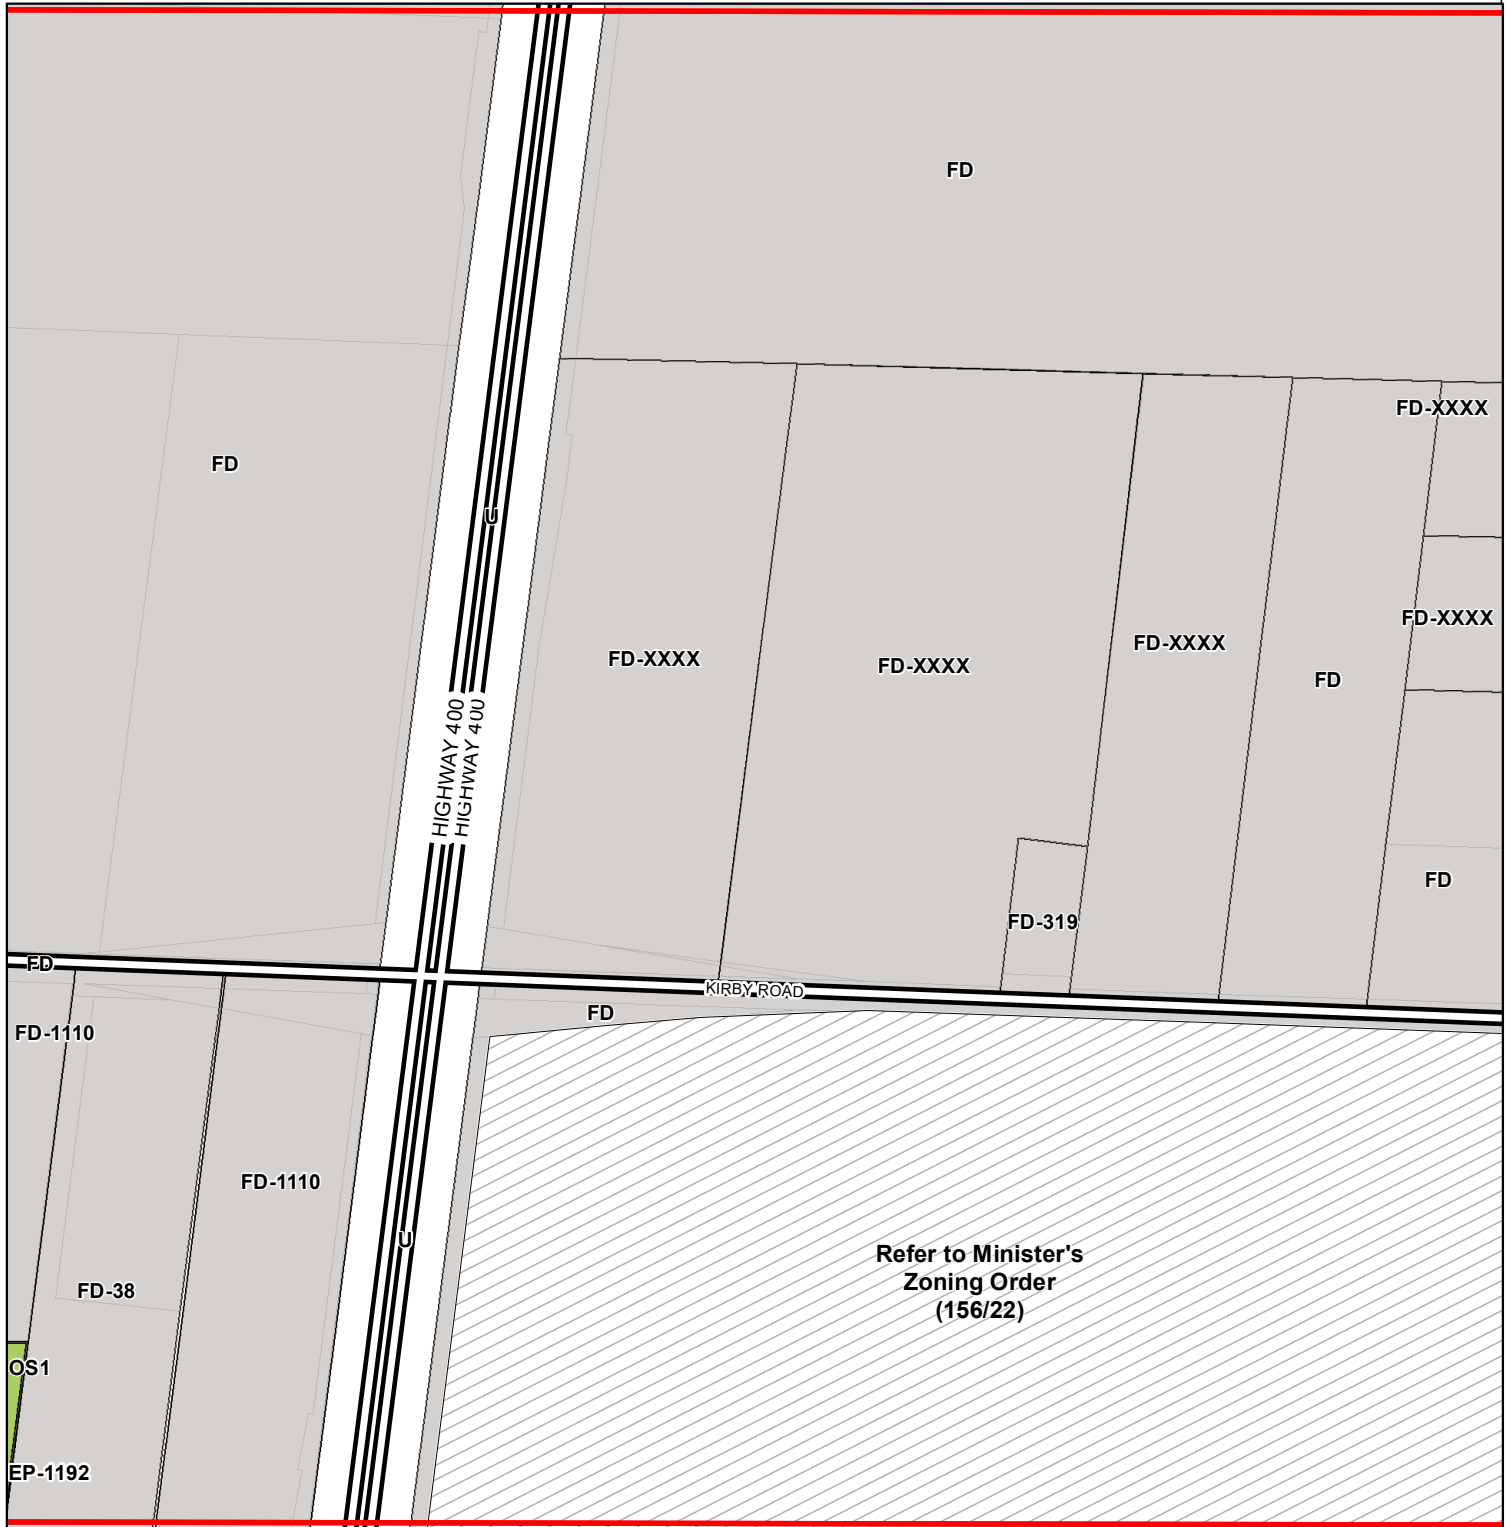 FD
FD-XXXX
FD
U
FD-XXXX
FD-XXXX
FD-XXXX
FD-XXXX
FD
HIGHWAY 400
HIGHWAY 400
FD
FD-319
FD
KIRBY ROAD
FD
FD-1110
FD-1110
U
Refer to Minister's
Zoning Order
(156/22)
FD-38
OS1
EP-1192